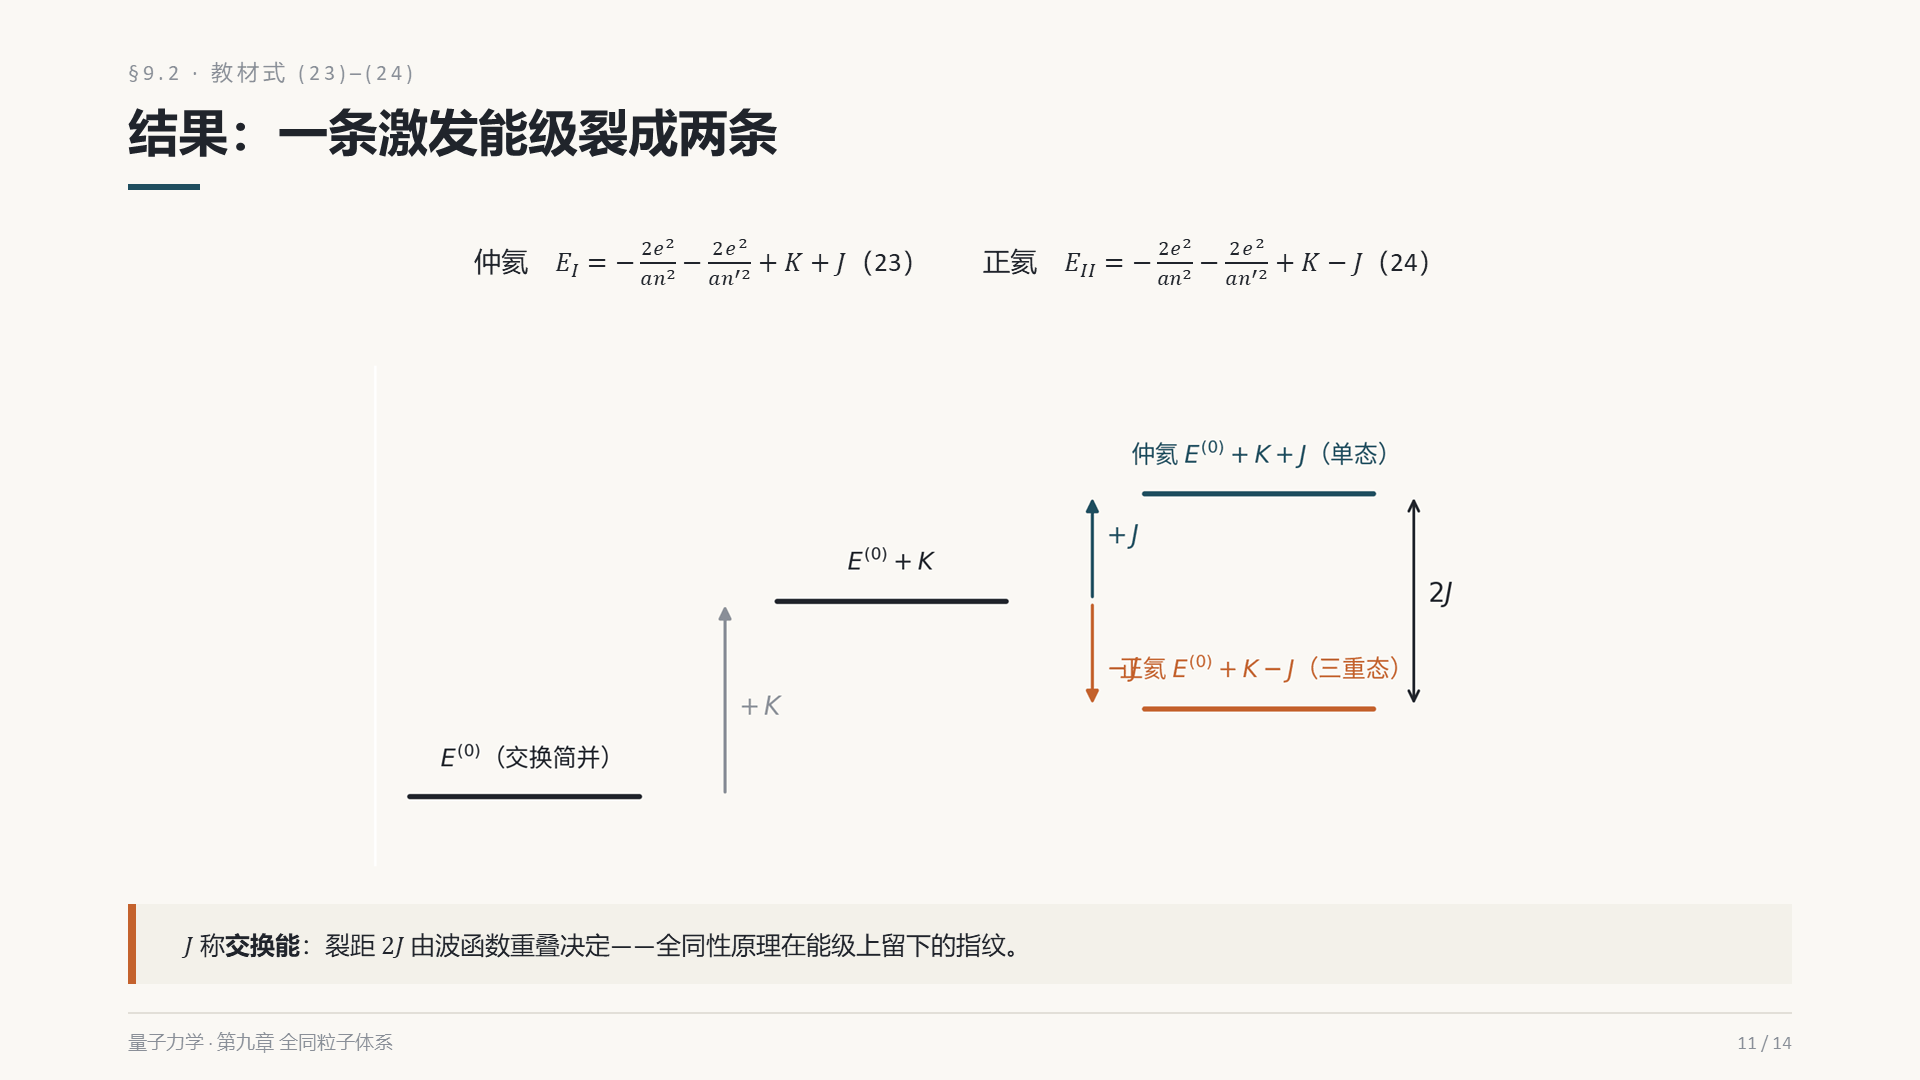 §9.2 · 教材式 (23)–(24)
结果：一条激发能级裂成两条
仲氦 $E_I = -\frac{2e^2}{an^2} - \frac{2e^2}{an'^2} + K + J$（23） 正氦 $E_{II} = -\frac{2e^2}{an^2} - \frac{2e^2}{an'^2} + K - J$（24）
仲氦 $E^{(0)} + K + J$（单态）
+J
$E^{(0)} + K$
2J
−J
正氦 $E^{(0)} + K - J$（三重态）
+K
$E^{(0)}$（交换简并）
J 称交换能：裂距 2J 由波函数重叠决定——全同性原理在能级上留下的指纹。
量子力学 · 第九章 全同粒子体系
11 / 14